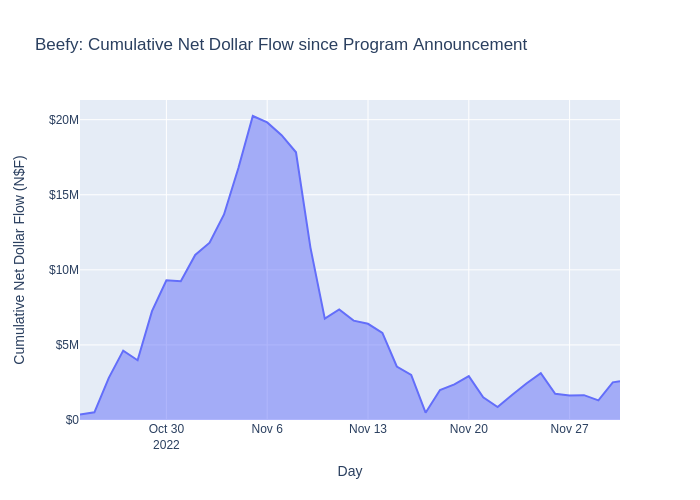 Beefy: Cumulative Net Dollar Flow since Program Announcement
Cumulative Net Dollar Flow (N$F)
$20M
$15M
$10M
$5M
$0
Oct 30
2022
Nov 6
Nov 13
Nov 20
Nov 27
Day